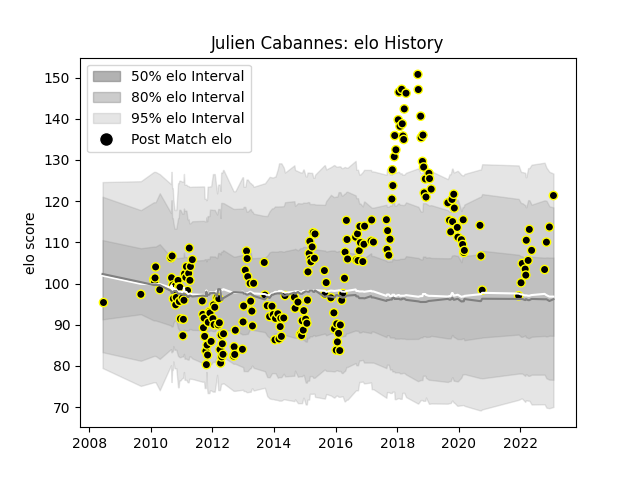 Julien Cabannes: elo History
50% elo Interval
80% elo Interval
95% elo Interval
Post Match elo
elo score
150
140
130
120
110
100
90
80
70
2008 2010 2012 2014 2016 2018 2020 2022